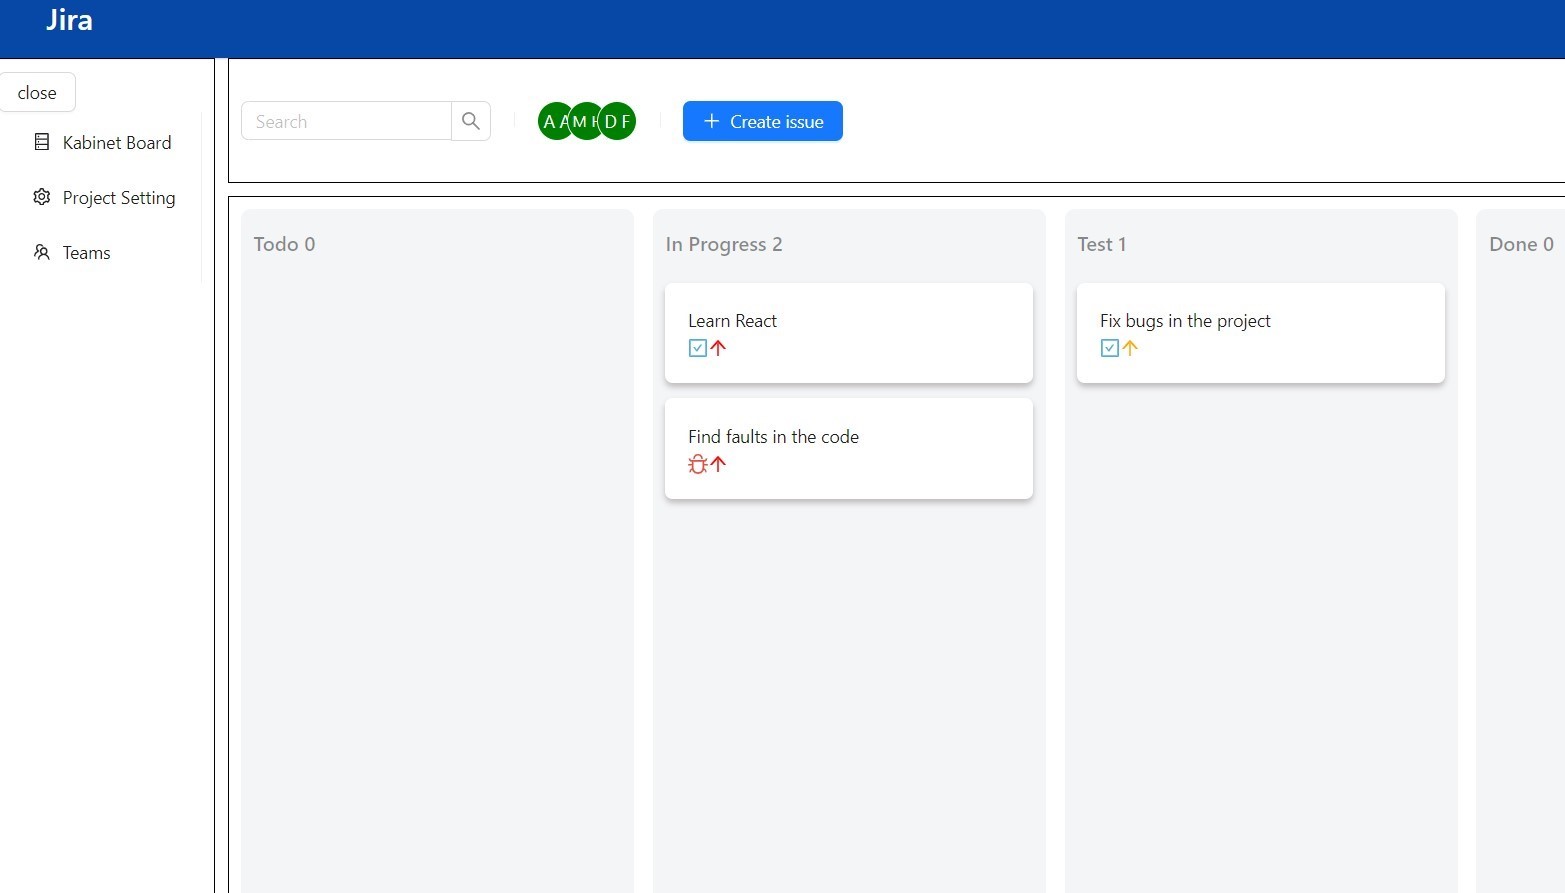 Jira
close
Kabinet Board
Project Setting
Teams
Search
A A
M
D F
Create issue
Todo 0
In Progress 2
Learn React
Find faults in the code
Test 1
Fix bugs in the project
Done 0